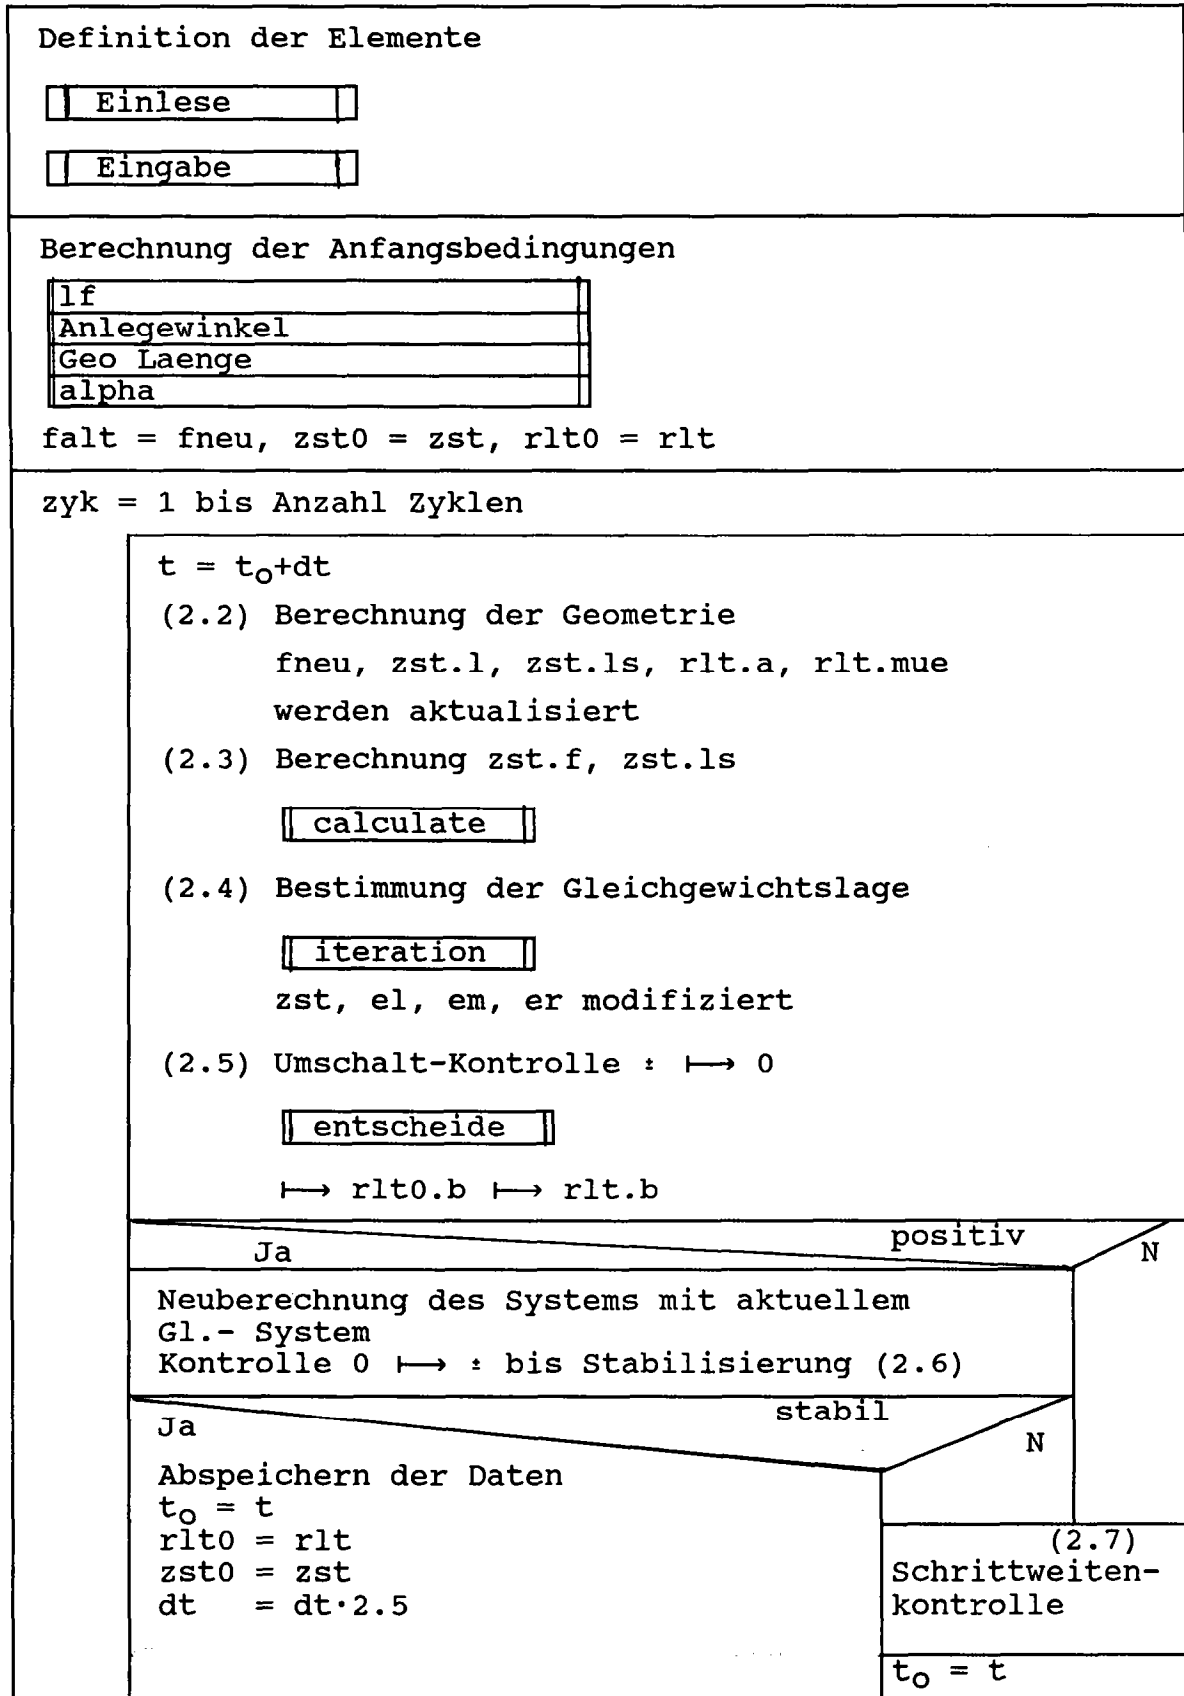 Definition der Elemente
Einlese
Eingabe
Berechnung der Anfangsbedingungen
lf
Anlegewinkel
Geo Laenge
alpha
falt = fneu, zst0 = zst, rlt0 = rlt
zyk = 1 bis Anzahl Zyklen
t = to+dt
(2.2) Berechnung der Geometrie
fneu, zst.l, zst.ls, rlt.a, rlt.mue
werden aktualisiert
(2.3) Berechnung zst.f, zst.ls
calculate
(2.4) Bestimmung der Gleichgewichtslage
iteration
zst, el, em, er modifiziert
(2.5) Umschalt-Kontrolle ± ↦ 0
entscheide
↦ rlt0.b ↦ rlt.b
positiv
Ja N
Neuberechnung des Systems mit aktuellem
Gl.- System
Kontrolle 0 ↦ ± bis Stabilisierung (2.6)
stabil
Ja N
Abspeichern der Daten
to = t
rlt0 = rlt
zst0 = zst
dt = dt·2.5
(2.7)
Schrittweiten-
kontrolle
to = t